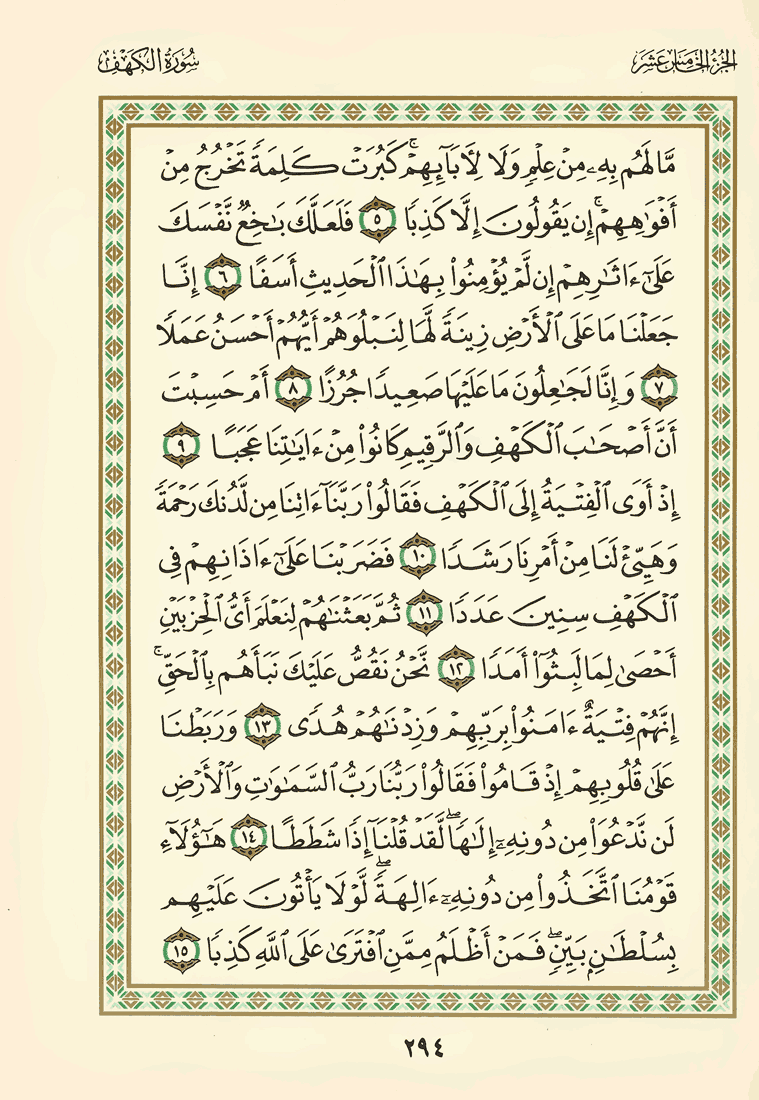 الجزء الخامس عشر
سورة الكهف
مَّا لَهُم بِهِۦ مِنْ عِلْمٍ وَلَا لِأَبَآئِهِمْ ۚ كَبُرَتْ كَلِمَةً تَخْرُجُ مِنْ
أَفْوَٰهِهِمْ ۚ إِن يَقُولُونَ إِلَّا كَذِبًا ٥ فَلَعَلَّكَ بَـٰخِعٌ نَّفْسَكَ
عَلَىٰٓ ءَاثَـٰرِهِمْ إِن لَّمْ يُؤْمِنُوا۟ بِهَـٰذَا ٱلْحَدِيثِ أَسَفًا ٦ إِنَّا
جَعَلْنَا مَا عَلَى ٱلْأَرْضِ زِينَةً لَّهَا لِنَبْلُوَهُمْ أَيُّهُمْ أَحْسَنُ عَمَلًا
٧ وَإِنَّا لَجَـٰعِلُونَ مَا عَلَيْهَا صَعِيدًا جُرُزًا ٨ أَمْ حَسِبْتَ
أَنَّ أَصْحَـٰبَ ٱلْكَهْفِ وَٱلرَّقِيمِ كَانُوا۟ مِنْ ءَايَـٰتِنَا عَجَبًا ٩
إِذْ أَوَى ٱلْفِتْيَةُ إِلَى ٱلْكَهْفِ فَقَالُوا۟ رَبَّنَآ ءَاتِنَا مِن لَّدُنكَ رَحْمَةً
وَهَيِّئْ لَنَا مِنْ أَمْرِنَا رَشَدًا ١٠ فَضَرَبْنَا عَلَىٰٓ ءَاذَانِهِمْ فِى
ٱلْكَهْفِ سِنِينَ عَدَدًا ١١ ثُمَّ بَعَثْنَـٰهُمْ لِنَعْلَمَ أَىُّ ٱلْحِزْبَيْنِ
أَحْصَىٰ لِمَا لَبِثُوٓا۟ أَمَدًا ١٢ نَّحْنُ نَقُصُّ عَلَيْكَ نَبَأَهُم بِٱلْحَقِّ ۚ
إِنَّهُمْ فِتْيَةٌ ءَامَنُوا۟ بِرَبِّهِمْ وَزِدْنَـٰهُمْ هُدًى ١٣ وَرَبَطْنَا
عَلَىٰ قُلُوبِهِمْ إِذْ قَامُوا۟ فَقَالُوا۟ رَبُّنَا رَبُّ ٱلسَّمَـٰوَٰتِ وَٱلْأَرْضِ
لَن نَّدْعُوَا۟ مِن دُونِهِۦٓ إِلَـٰهًا ۖ لَّقَدْ قُلْنَآ إِذًا شَطَطًا ١٤ هَـٰٓؤُلَآءِ
قَوْمُنَا ٱتَّخَذُوا۟ مِن دُونِهِۦٓ ءَالِهَةً ۖ لَّوْلَا يَأْتُونَ عَلَيْهِم
بِسُلْطَـٰنٍۭ بَيِّنٍ ۖ فَمَنْ أَظْلَمُ مِمَّنِ ٱفْتَرَىٰ عَلَى ٱللَّهِ كَذِبًا ١٥
٢٩٤